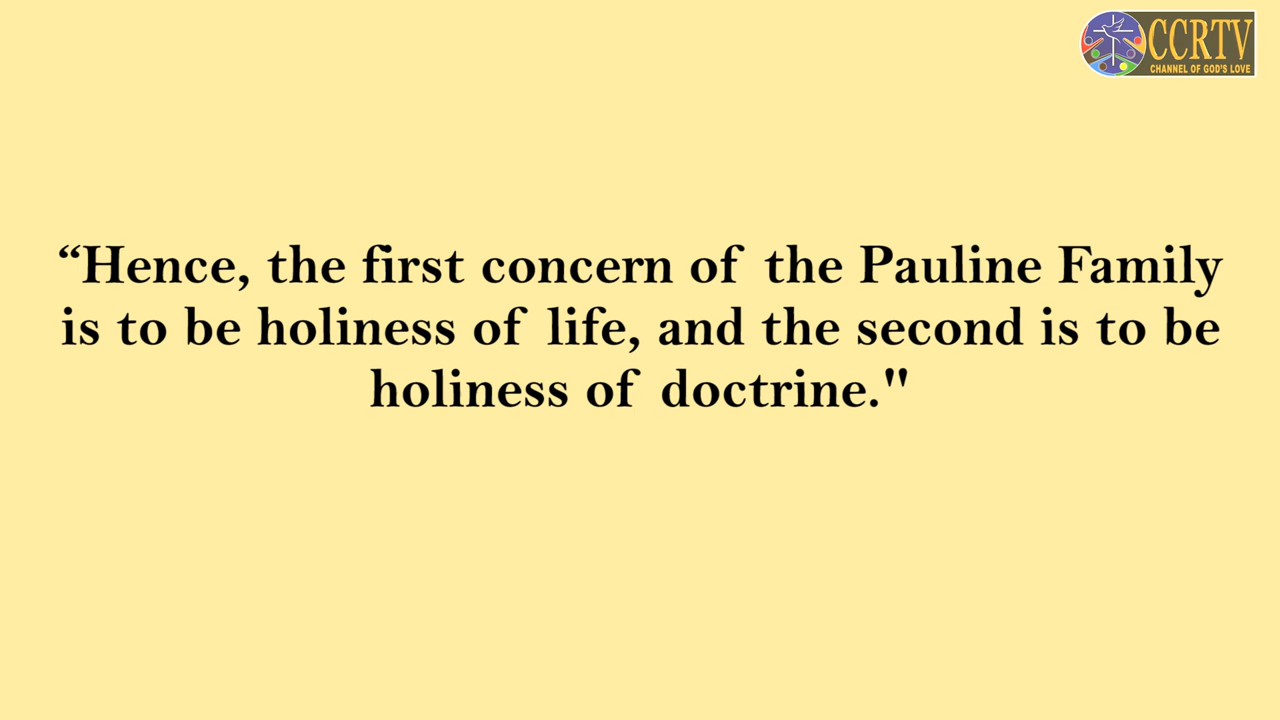 CCRTV
CHANNEL OF GOD'S LOVE
“Hence, the first concern of the Pauline Family
is to be holiness of life, and the second is to be
holiness of doctrine."